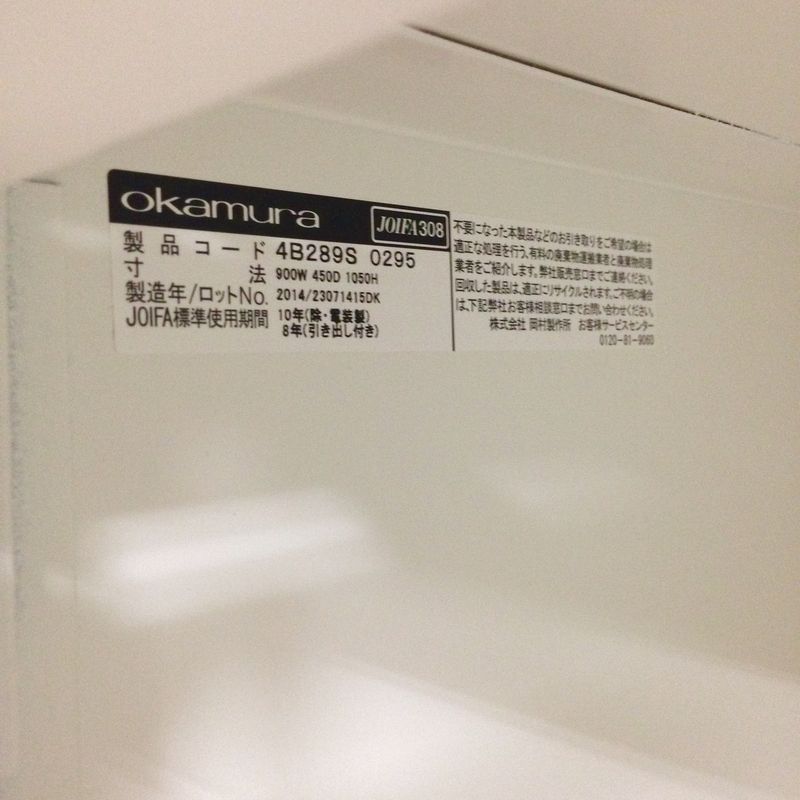 okamura
JOIFA308
製品コード 4B289S 0295
寸法 900W 450D 1050H
製造年/ロットNo. 2014/23071415DK
JOIFA標準使用期間 10年(除・電装製)
8年(引き出し付き)
不要になった本製品などのお引き取りをご希望の場合は
適正な処理を行う、有料の廃棄物運搬業者と廃棄物処理
業者をご紹介します。弊社販売窓口までご連絡ください。
回収した製品は、適正にリサイクルされます。ご不明の場合
は、下記弊社お客様相談窓口までお問い合わせください。
株式会社 岡村製作所 お客様サービスセンター
0120-81-9060